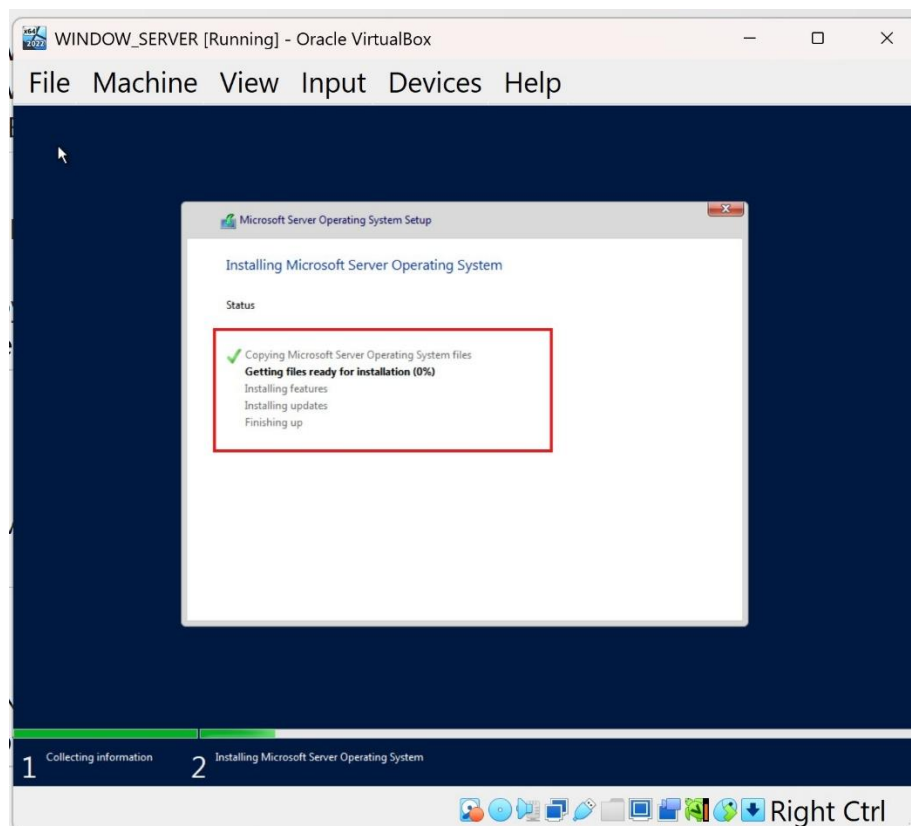 x64
2022
WINDOW_SERVER [Running] - Oracle VirtualBox
File Machine View Input Devices Help
Microsoft Server Operating System Setup
Installing Microsoft Server Operating System
Status
Copying Microsoft Server Operating System files
Getting files ready for installation (0%)
Installing features
Installing updates
Finishing up
1 Collecting information 2 Installing Microsoft Server Operating System
Right Ctrl